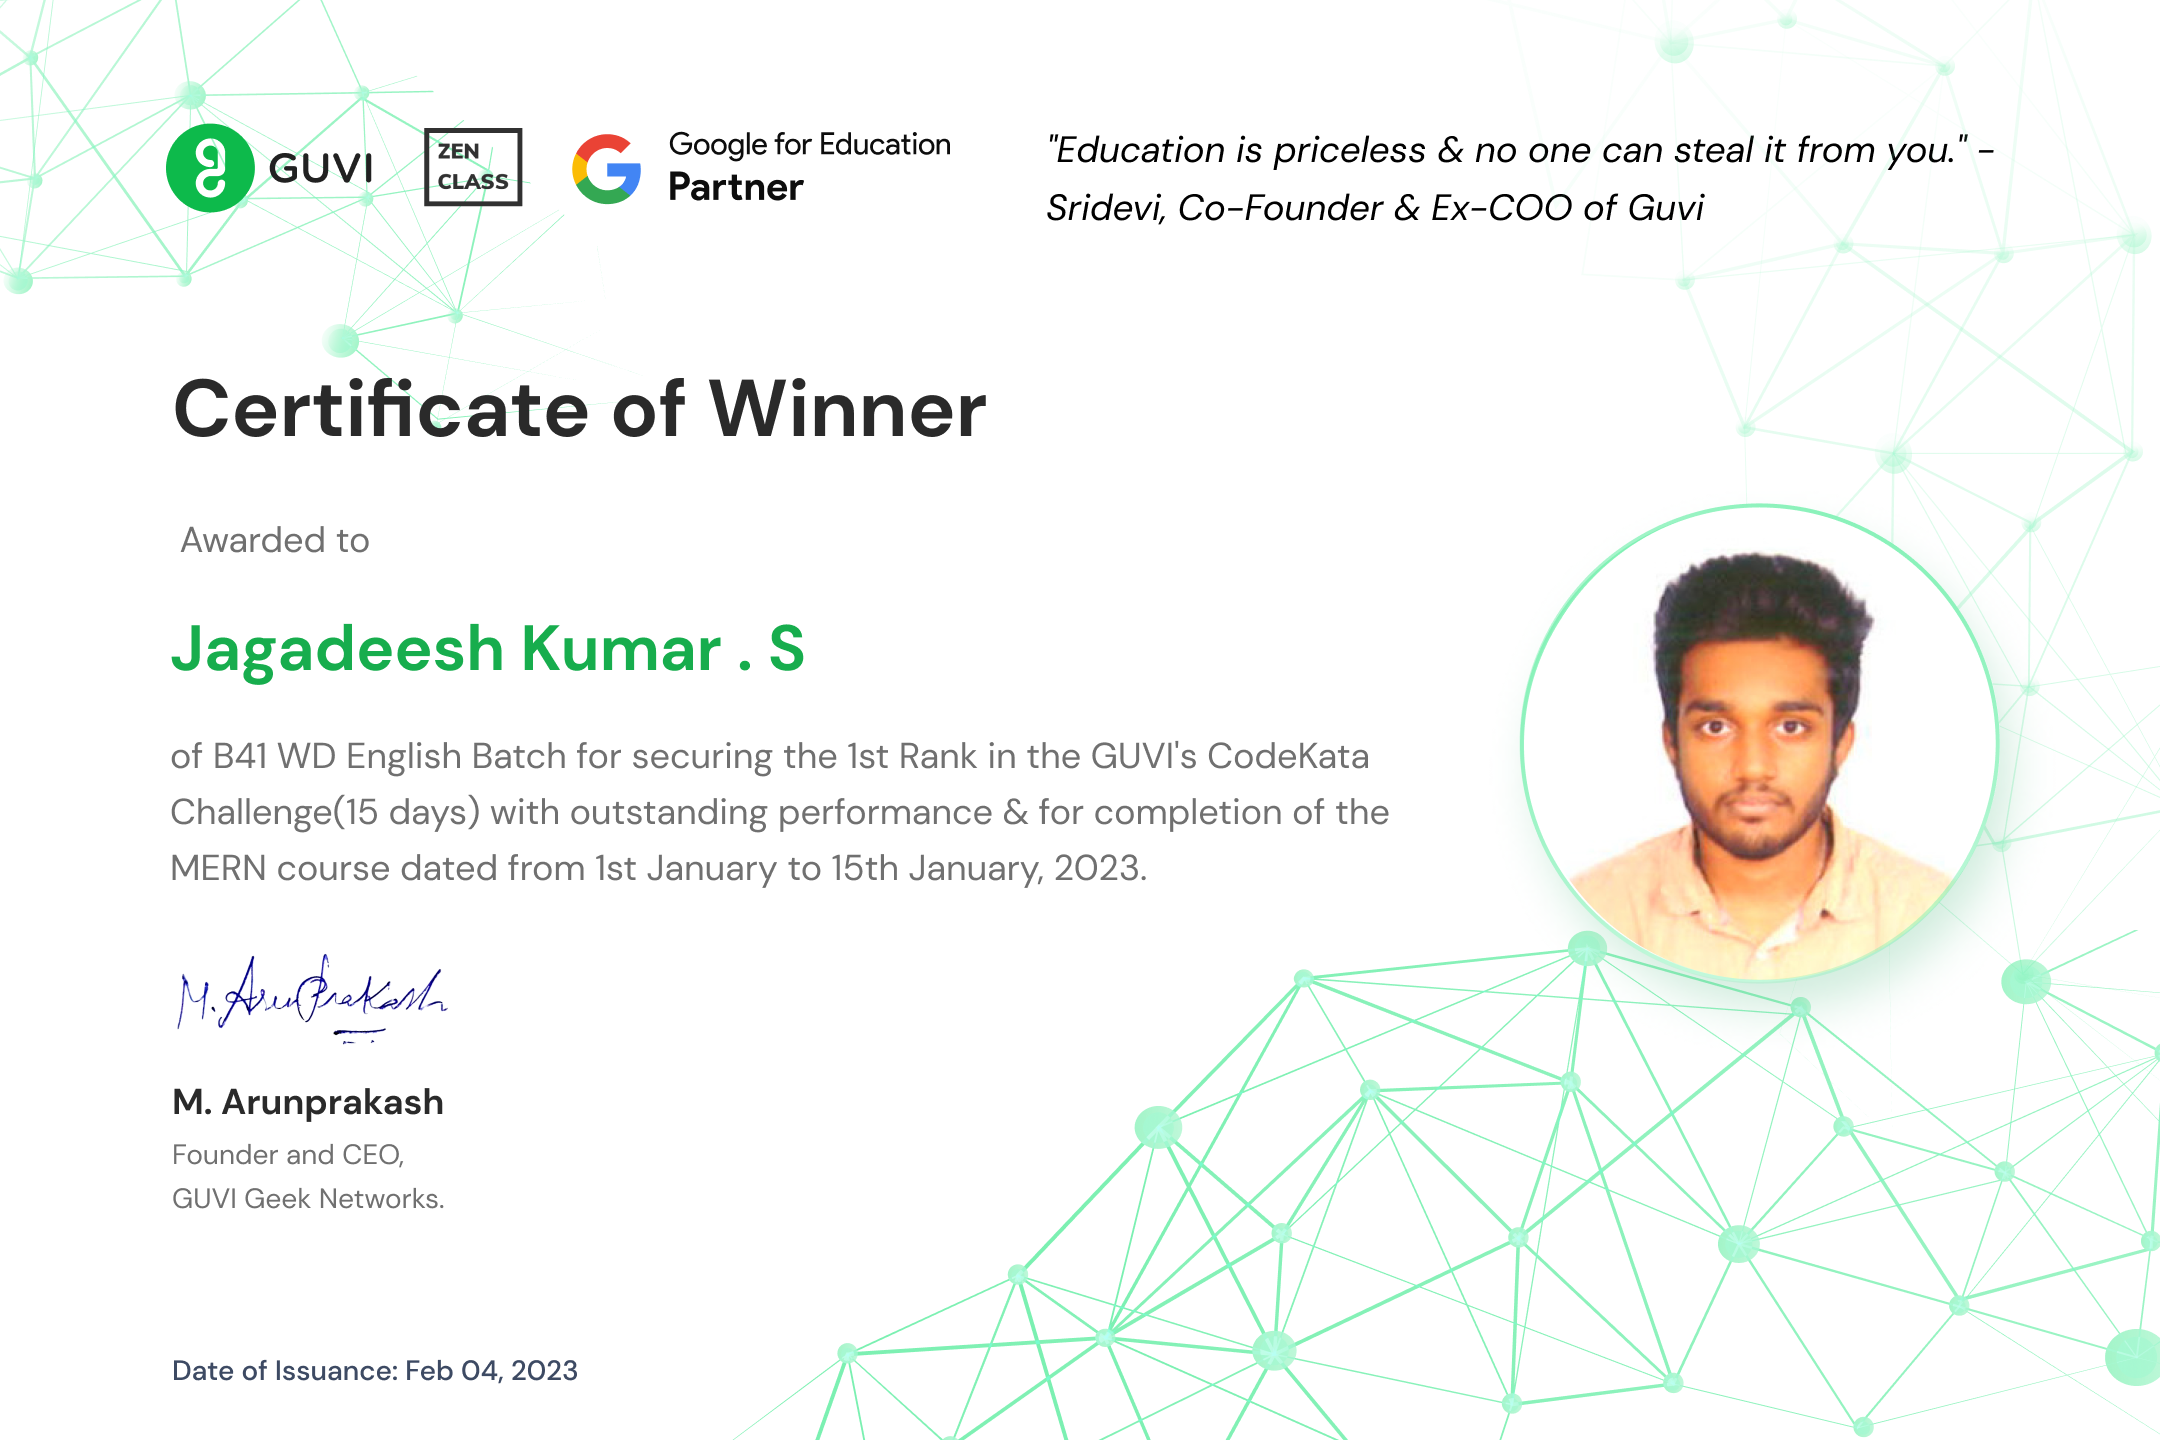 GUVI
ZEN
CLASS
Google for Education
Partner
"Education is priceless & no one can steal it from you." -
Sridevi, Co-Founder & Ex-COO of Guvi
Certificate of Winner
Awarded to
Jagadeesh Kumar . S
of B41 WD English Batch for securing the 1st Rank in the GUVI's CodeKata
Challenge(15 days) with outstanding performance & for completion of the
MERN course dated from 1st January to 15th January, 2023.
M. ArunPrakash
M. Arunprakash
Founder and CEO,
GUVI Geek Networks.
Date of Issuance: Feb 04, 2023